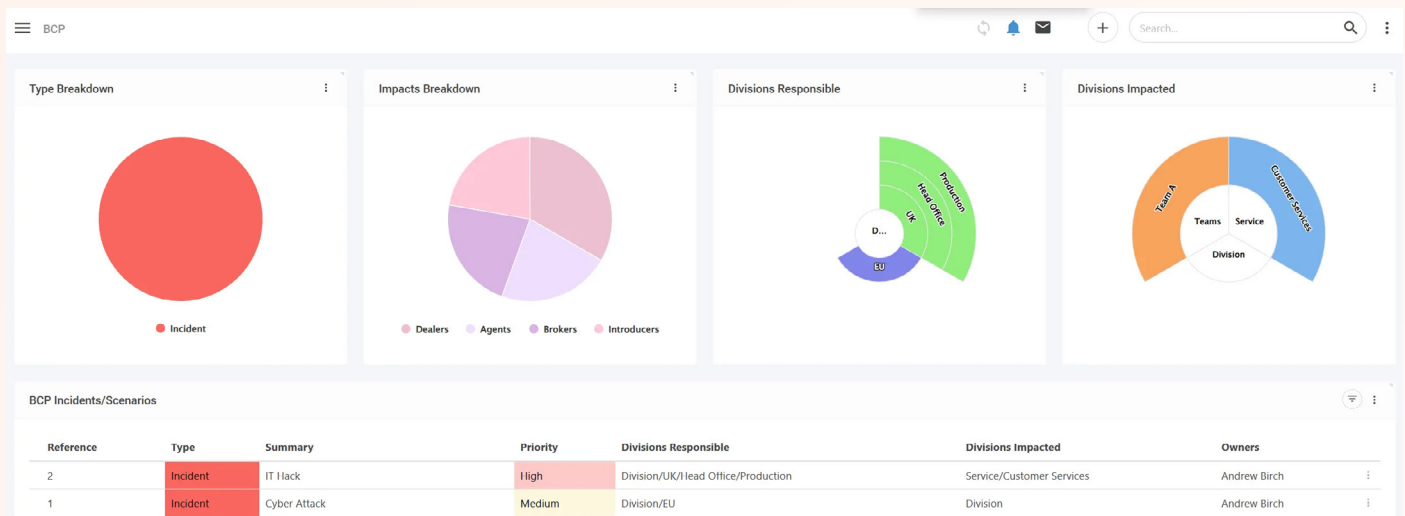 BCP
Search...
Type Breakdown
Impacts Breakdown
Divisions Responsible
Divisions Impacted
Incident
Dealers Agents Brokers Introducers
D...
UK
Head Office
Production
EU
Team A
Customer Services
Teams Service
Division
BCP Incidents/Scenarios
Reference Type Summary Priority Divisions Responsible Divisions Impacted Owners
2 Incident IT Hack High Division/UK/Head Office/Production Service/Customer Services Andrew Birch
1 Incident Cyber Attack Medium Division/EU Division Andrew Birch